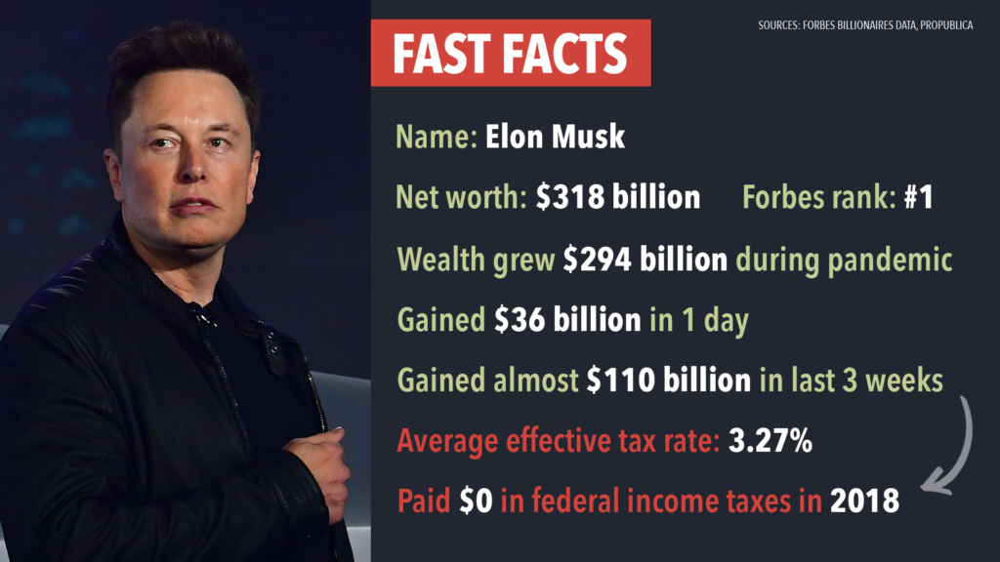 SOURCES: FORBES BILLIONAIRES DATA, PROPUBLICA
FAST FACTS
Name: Elon Musk
Net worth: $318 billion Forbes rank: #1
Wealth grew $294 billion during pandemic
Gained $36 billion in 1 day
Gained almost $110 billion in last 3 weeks
Average effective tax rate: 3.27%
Paid $0 in federal income taxes in 2018